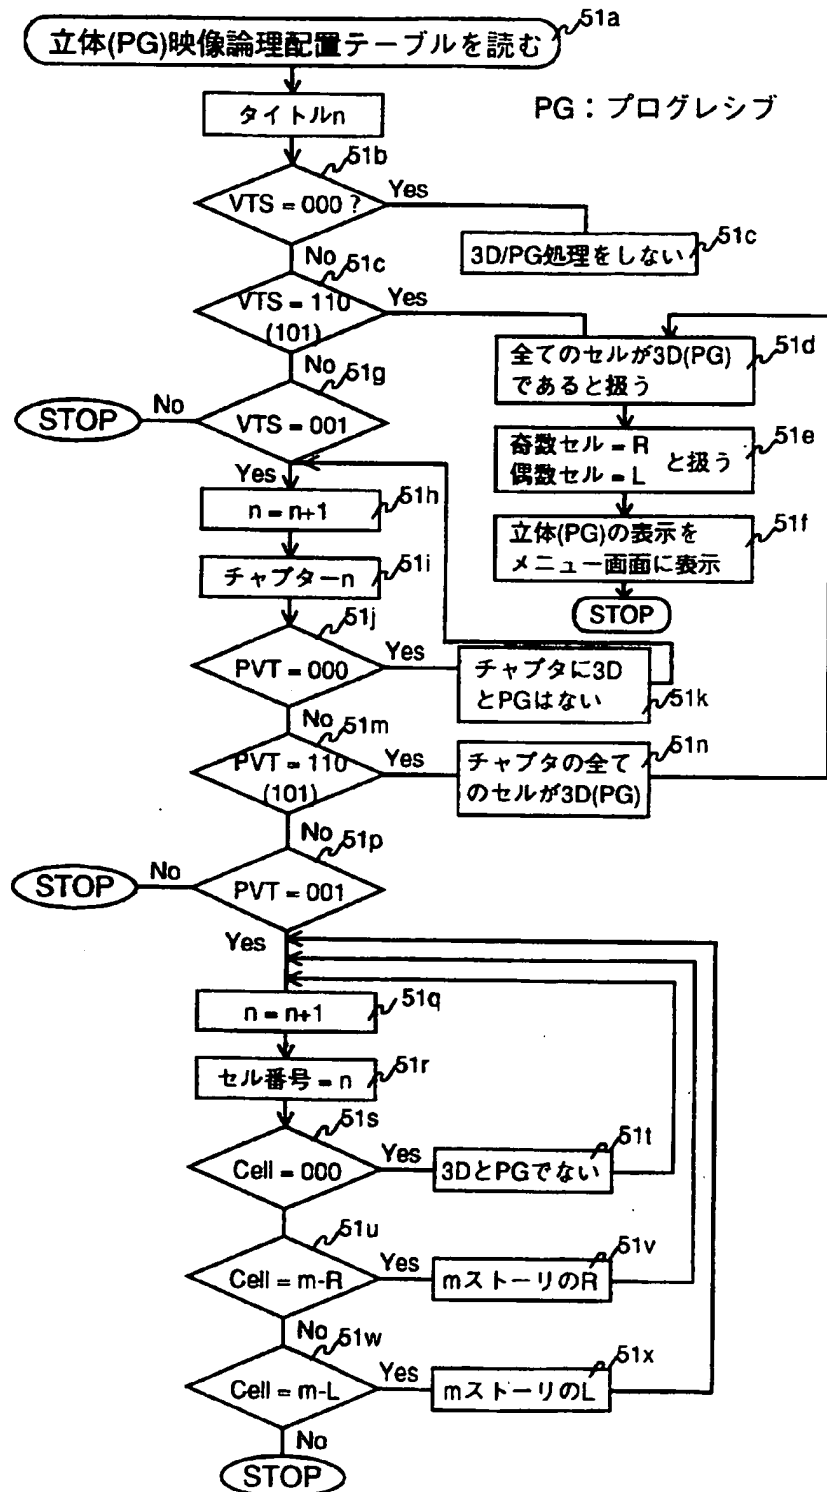 51a
立体(PG)映像論理配置テーブルを読む
タイトルn
PG：プログレシブ
51b
VTS = 000 ?
Yes
3D/PG処理をしない
51c
No
51c
VTS = 110
(101)
Yes
全てのセルが3D(PG)
であると扱う
51d
No
51g
STOP
No
VTS = 001
奇数セル = R
偶数セル = L
と扱う
51e
Yes
n = n+1
51h
立体(PG)の表示を
メニュー画面に表示
51f
STOP
チャプターn
51i
51j
PVT = 000
Yes
チャプタに3D
とPGはない
51k
No
51m
PVT = 110
(101)
Yes
チャプタの全て
のセルが3D(PG)
51n
No
51p
STOP
No
PVT = 001
Yes
n = n+1
51q
セル番号 = n
51r
51s
Cell = 000
Yes
3DとPGでない
51t
51u
Cell = m-R
Yes
mストーリのR
51v
No
51w
Cell = m-L
Yes
mストーリのL
51x
No
STOP